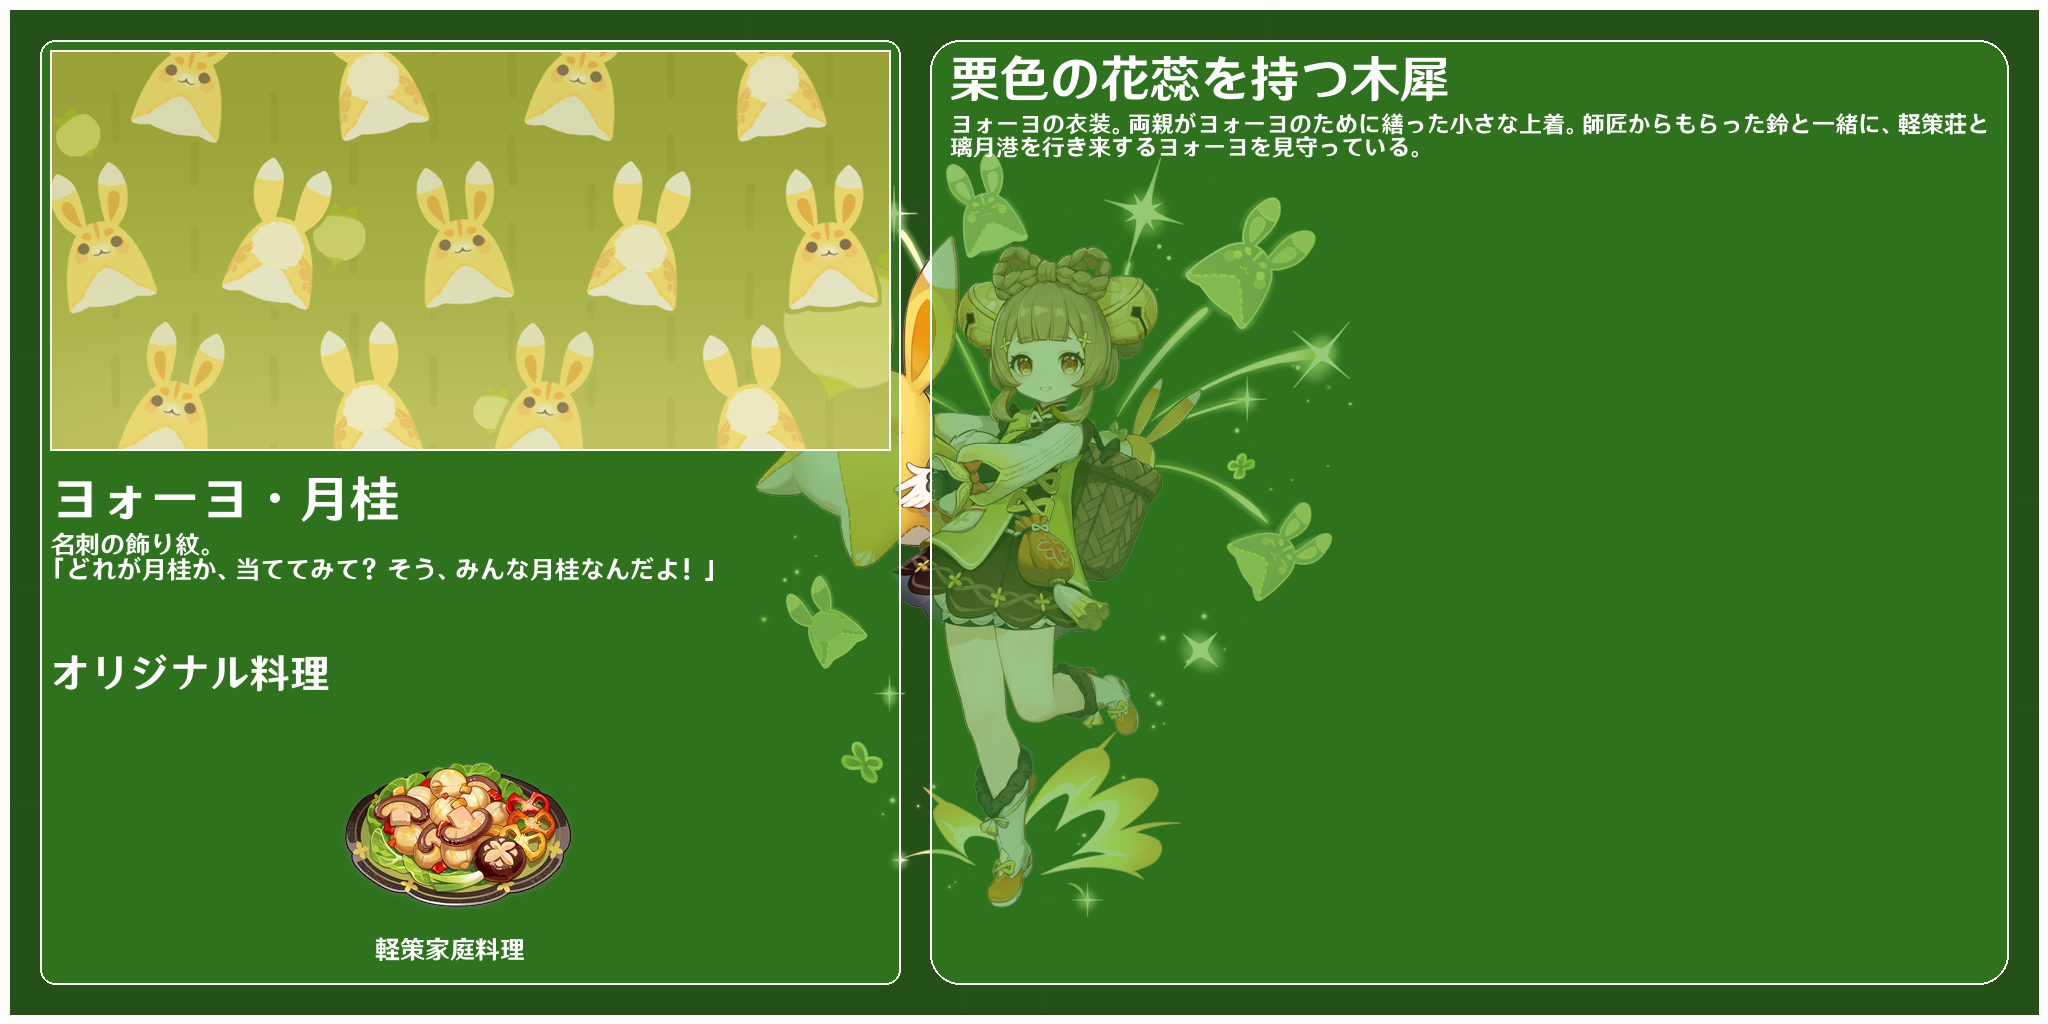 ヨォーヨ・月桂
名刺の飾り紋。
「どれが月桂か、当ててみて？そう、みんな月桂なんだよ！」
オリジナル料理
軽策家庭料理
栗色の花蕊を持つ木犀
ヨォーヨの衣装。両親がヨォーヨのために繕った小さな上着。師匠からもらった鈴と一緒に、軽策荘と
璃月港を行き来するヨォーヨを見守っている。